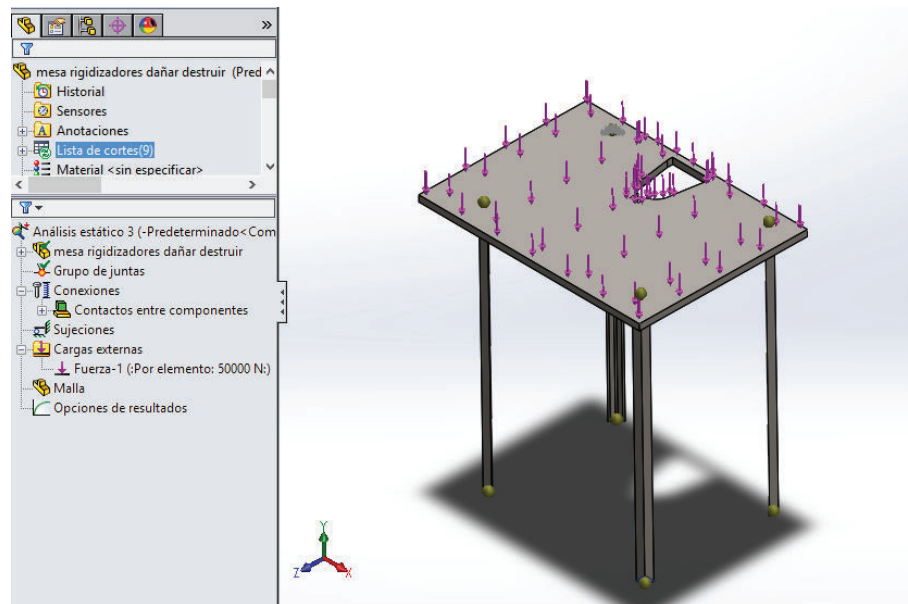 »
mesa rigidizadores dañar destruir (Pred
Historial
Sensores
A Anotaciones
Lista de cortes(9)
Material <sin especificar>
Análisis estático 3 (-Predeterminado<Com
mesa rigidizadores dañar destruir
Grupo de juntas
Conexiones
Contactos entre componentes
Sujeciones
Cargas externas
Fuerza-1 (:Por elemento: 50000 N:)
Malla
Opciones de resultados
Y
Z
X